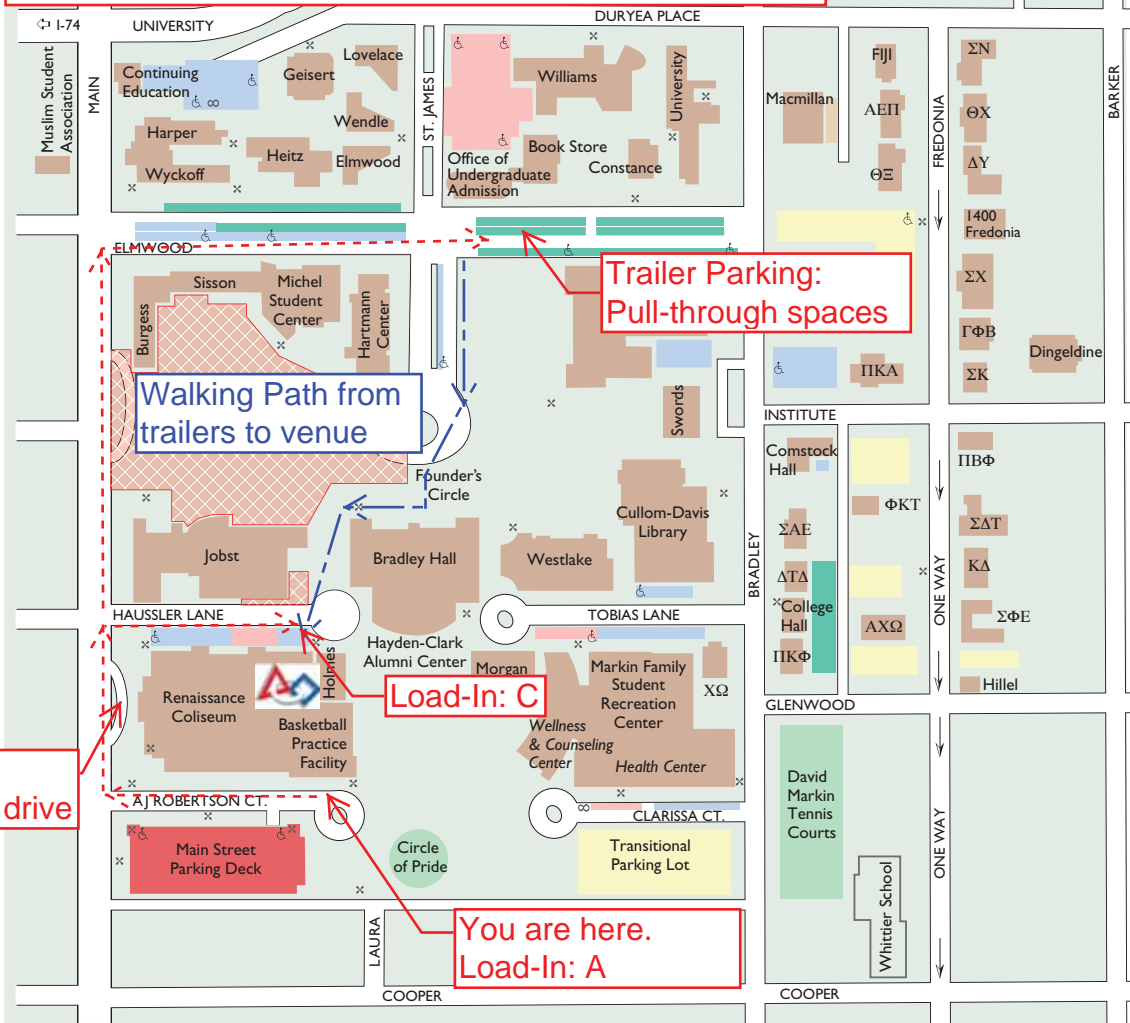 DURYEA PLACE
I-74
UNIVERSITY
MAIN
Muslim Student
Association
Continuing
Education
Geisert
Lovelace
Wendle
Harper
Wyckoff
Heitz
Elmwood
ST. JAMES
Williams
University
Book Store
Constance
Office of
Undergraduate
Admission
Macmillan
FIJI
ΑΕΠ
ΘΞ
FREDONIA
ΣΝ
ΘΧ
ΔΥ
1400
Fredonia
ΣΧ
ΓΦΒ
ΣΚ
Dingeldine
BARKER
ELMWOOD
Trailer Parking:
Pull-through spaces
Burgess
Sisson
Michel
Student
Center
Hartmann
Center
ΠΚΑ
Walking Path from
trailers to venue
Swords
INSTITUTE
Comstock
Hall
ΠΒΦ
Founder's
Circle
Cullom-Davis
Library
ΦΚΤ
ΣΑΕ
ΣΔΤ
Jobst
Bradley Hall
Westlake
BRADLEY
ΔΤΔ
ΚΔ
ONE WAY
College
Hall
ΑΧΩ
ΣΦΕ
ΠΚΦ
Hillel
HAUSSLER LANE
TOBIAS LANE
Hayden-Clark
Alumni Center
Holmes
Morgan
Markin Family
Student
Recreation
Center
ΧΩ
Load-In: C
Renaissance
Coliseum
Basketball
Practice
Facility
Wellness
& Counseling
Center
Health Center
GLENWOOD
drive
A J ROBERTSON CT.
CLARISSA CT.
David
Markin
Tennis
Courts
ONE WAY
Main Street
Parking Deck
Circle
of Pride
Transitional
Parking Lot
Whittier School
You are here.
Load-In: A
LAURA
COOPER
COOPER